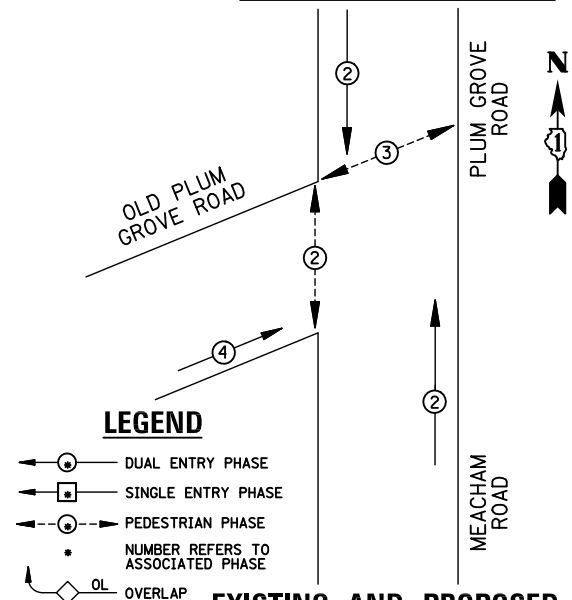 2
PLUM GROVE
ROAD
N
1
3
OLD PLUM
GROVE ROAD
2
4
2
MEACHAM
ROAD
LEGEND
* DUAL ENTRY PHASE
* SINGLE ENTRY PHASE
* PEDESTRIAN PHASE
* NUMBER REFERS TO
ASSOCIATED PHASE
OL OVERLAP
EXISTING AND PROPOSED